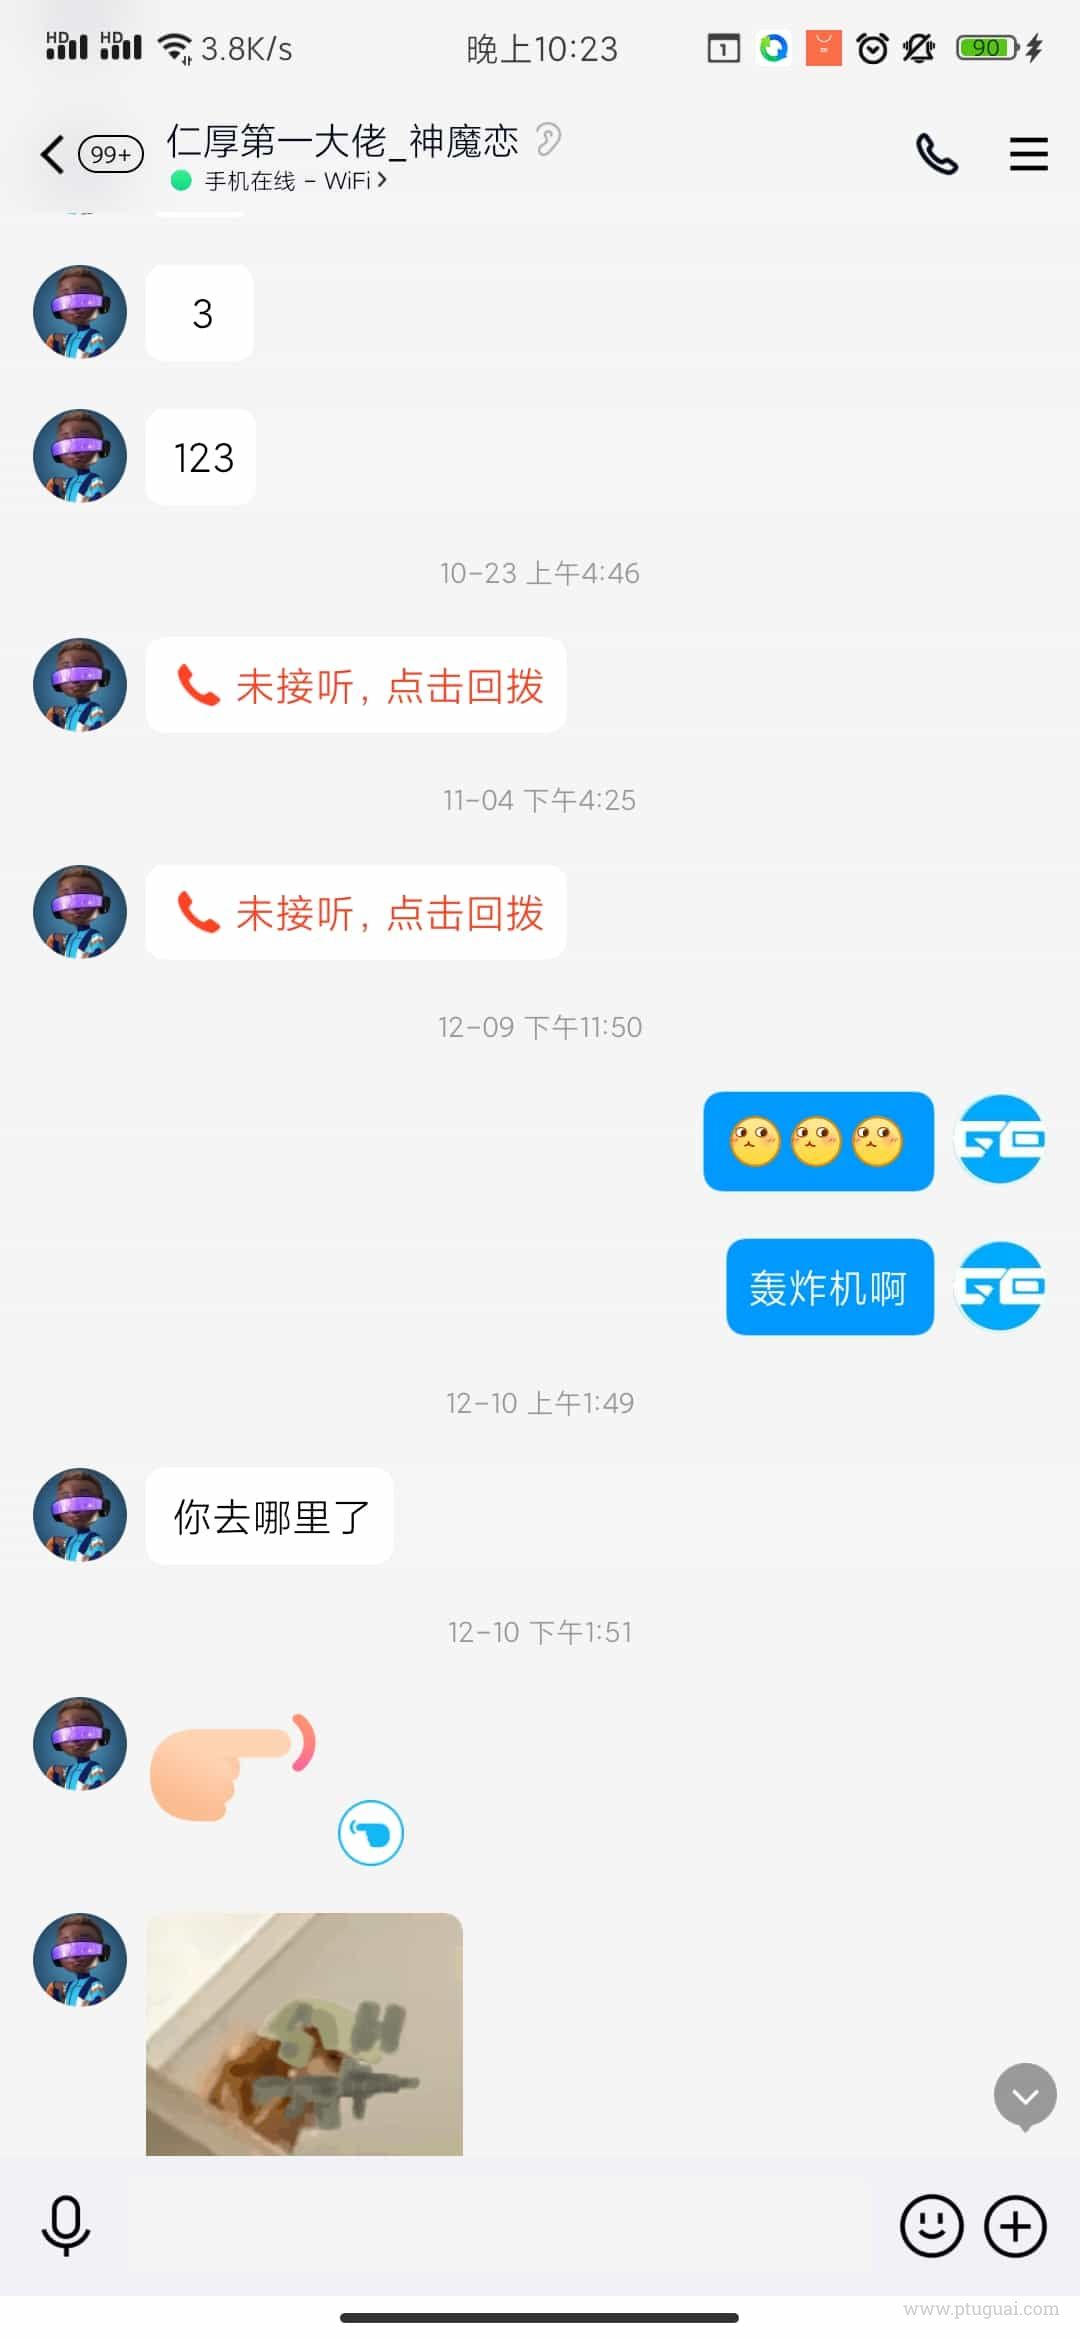 HD HD 3.8K/s 晚上10:23 1 90
99+ 仁厚第一大佬_神魔恋
手机在线 - WiFi
3
123
10-23 上午4:46
未接听，点击回拨
11-04 下午4:25
未接听，点击回拨
12-09 下午11:50
轰炸机啊
12-10 上午1:49
你去哪里了
12-10 下午1:51
www.ptuguai.com